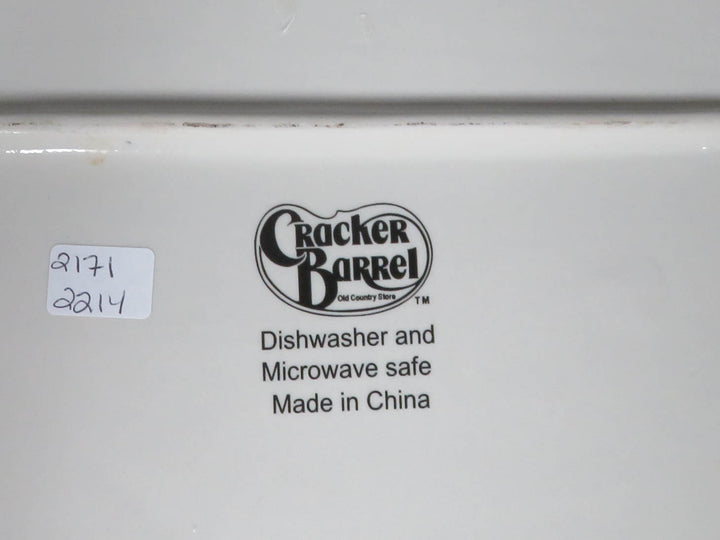 2171
2214
Cracker
Barrel
Old Country Store TM
Dishwasher and
Microwave safe
Made in China